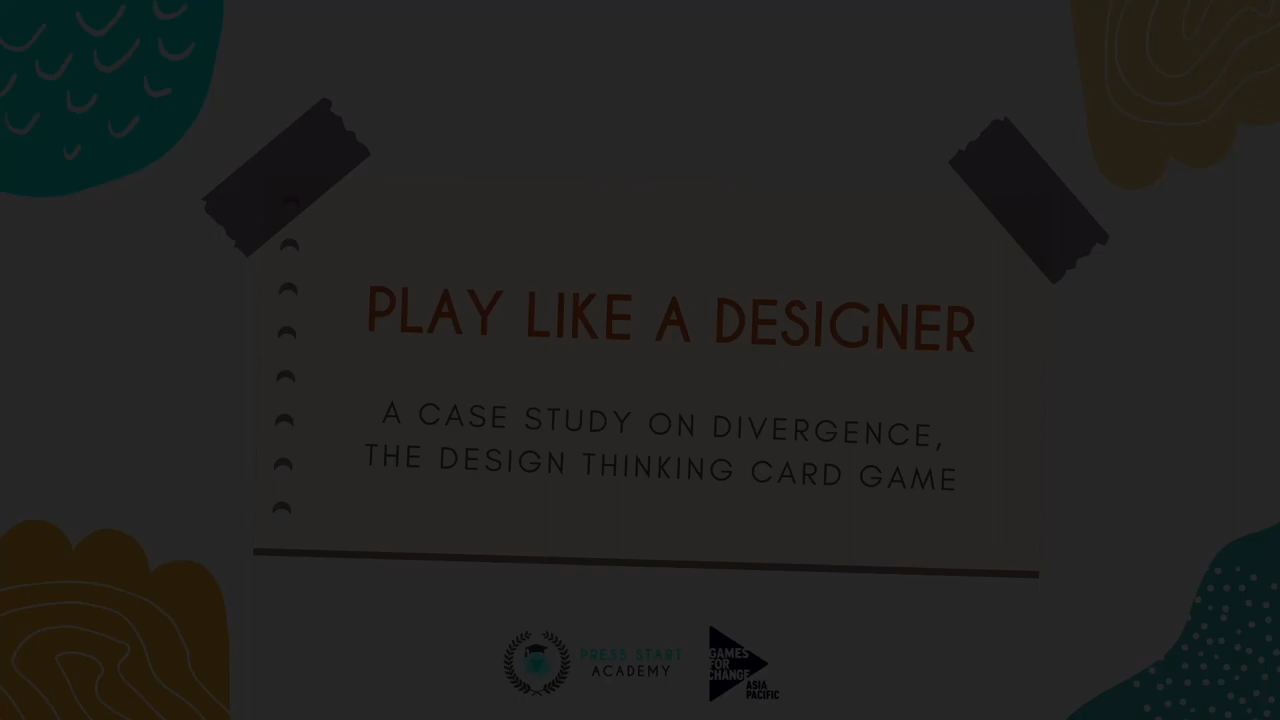 PLAY LIKE A DESIGNER
A CASE STUDY ON DIVERGENCE,
THE DESIGN THINKING CARD GAME
PRESS START
ACADEMY
GAMES
FOR
CHANGE
ASIA
PACIFIC